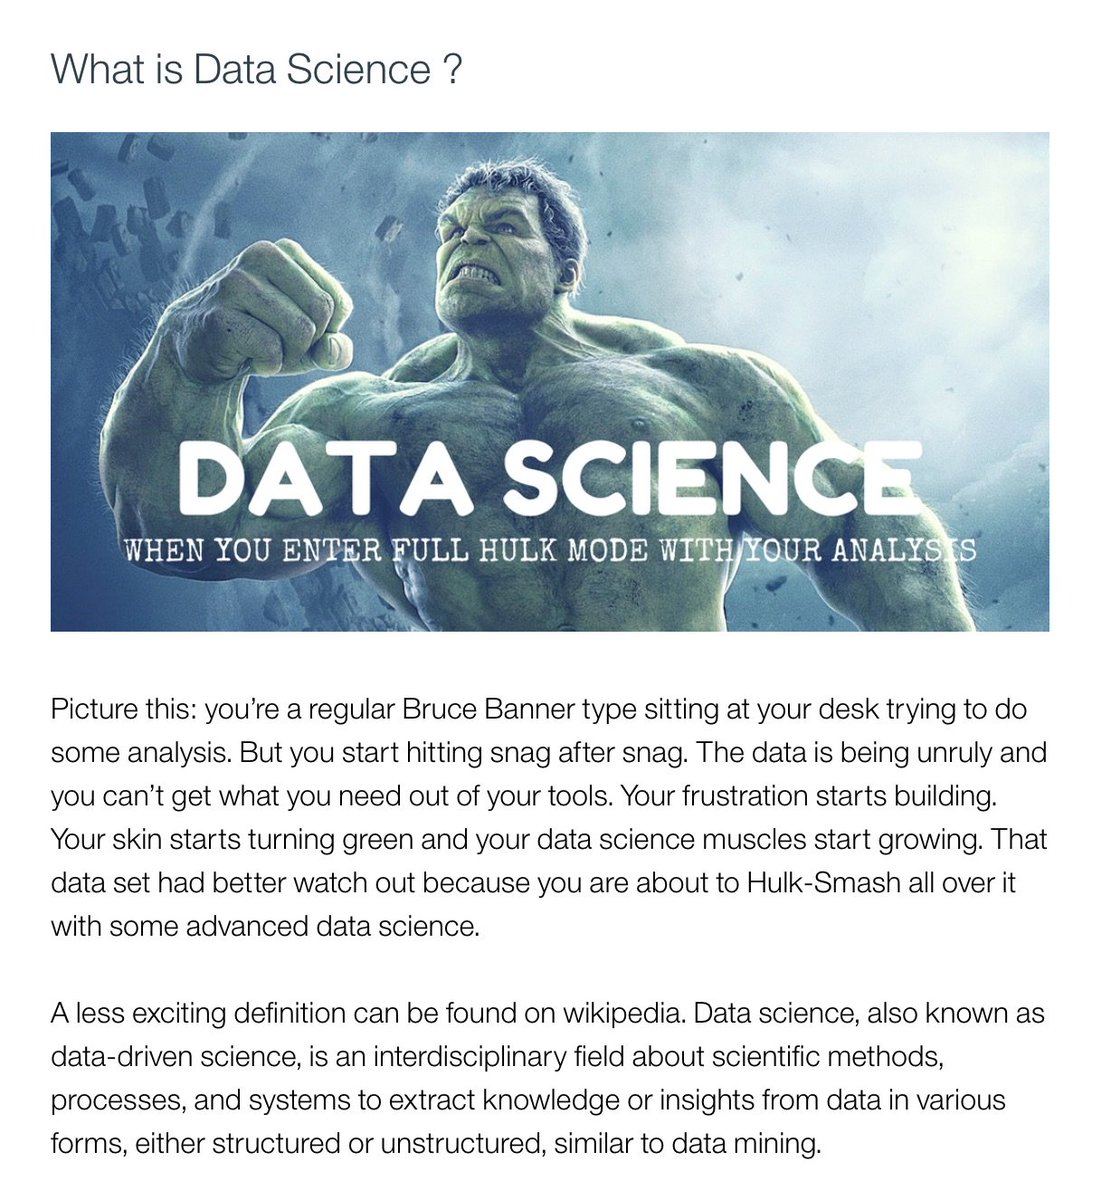 What is Data Science ?
DATA SCIENCE
WHEN YOU ENTER FULL HULK MODE WITH YOUR ANALYSIS
Picture this: you’re a regular Bruce Banner type sitting at your desk trying to do
some analysis. But you start hitting snag after snag. The data is being unruly and
you can’t get what you need out of your tools. Your frustration starts building.
Your skin starts turning green and your data science muscles start growing. That
data set had better watch out because you are about to Hulk-Smash all over it
with some advanced data science.
A less exciting definition can be found on wikipedia. Data science, also known as
data-driven science, is an interdisciplinary field about scientific methods,
processes, and systems to extract knowledge or insights from data in various
forms, either structured or unstructured, similar to data mining.